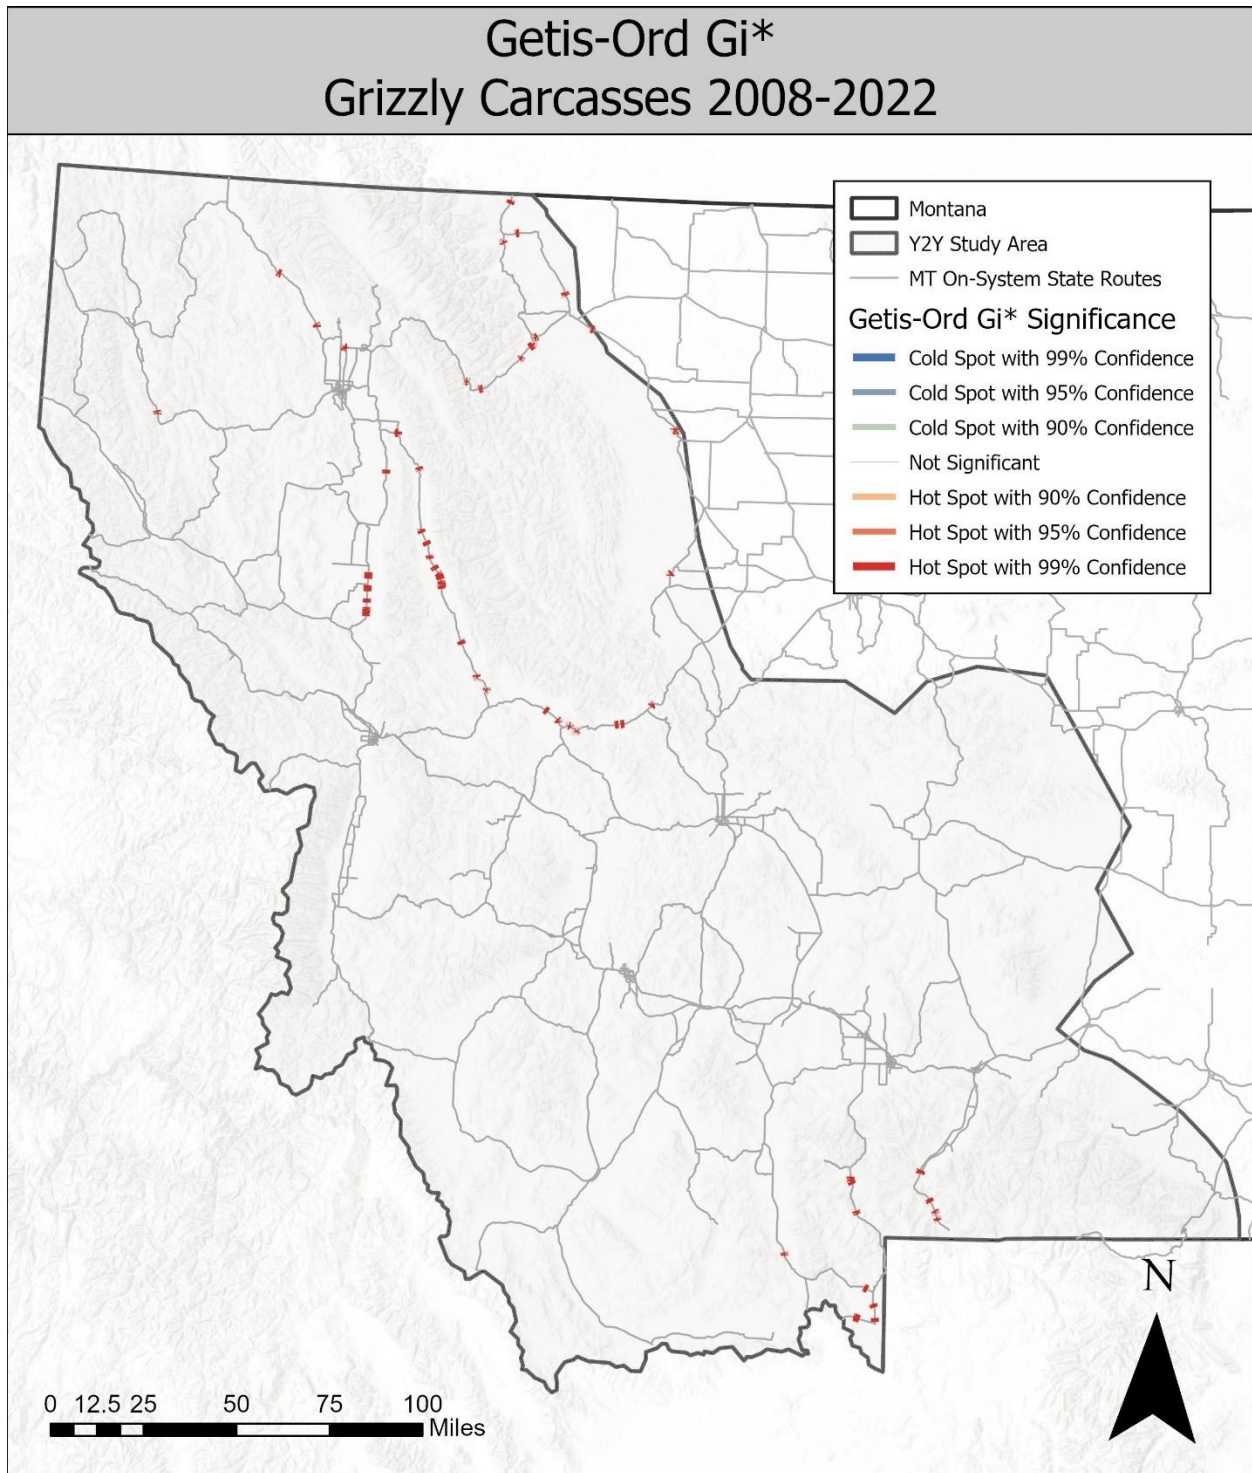 Getis-Ord Gi*
Grizzly Carcasses 2008-2022
Montana
Y2Y Study Area
MT On-System State Routes
Getis-Ord Gi* Significance
Cold Spot with 99% Confidence
Cold Spot with 95% Confidence
Cold Spot with 90% Confidence
Not Significant
Hot Spot with 90% Confidence
Hot Spot with 95% Confidence
Hot Spot with 99% Confidence
N
0 12.5 25 50 75 100
Miles